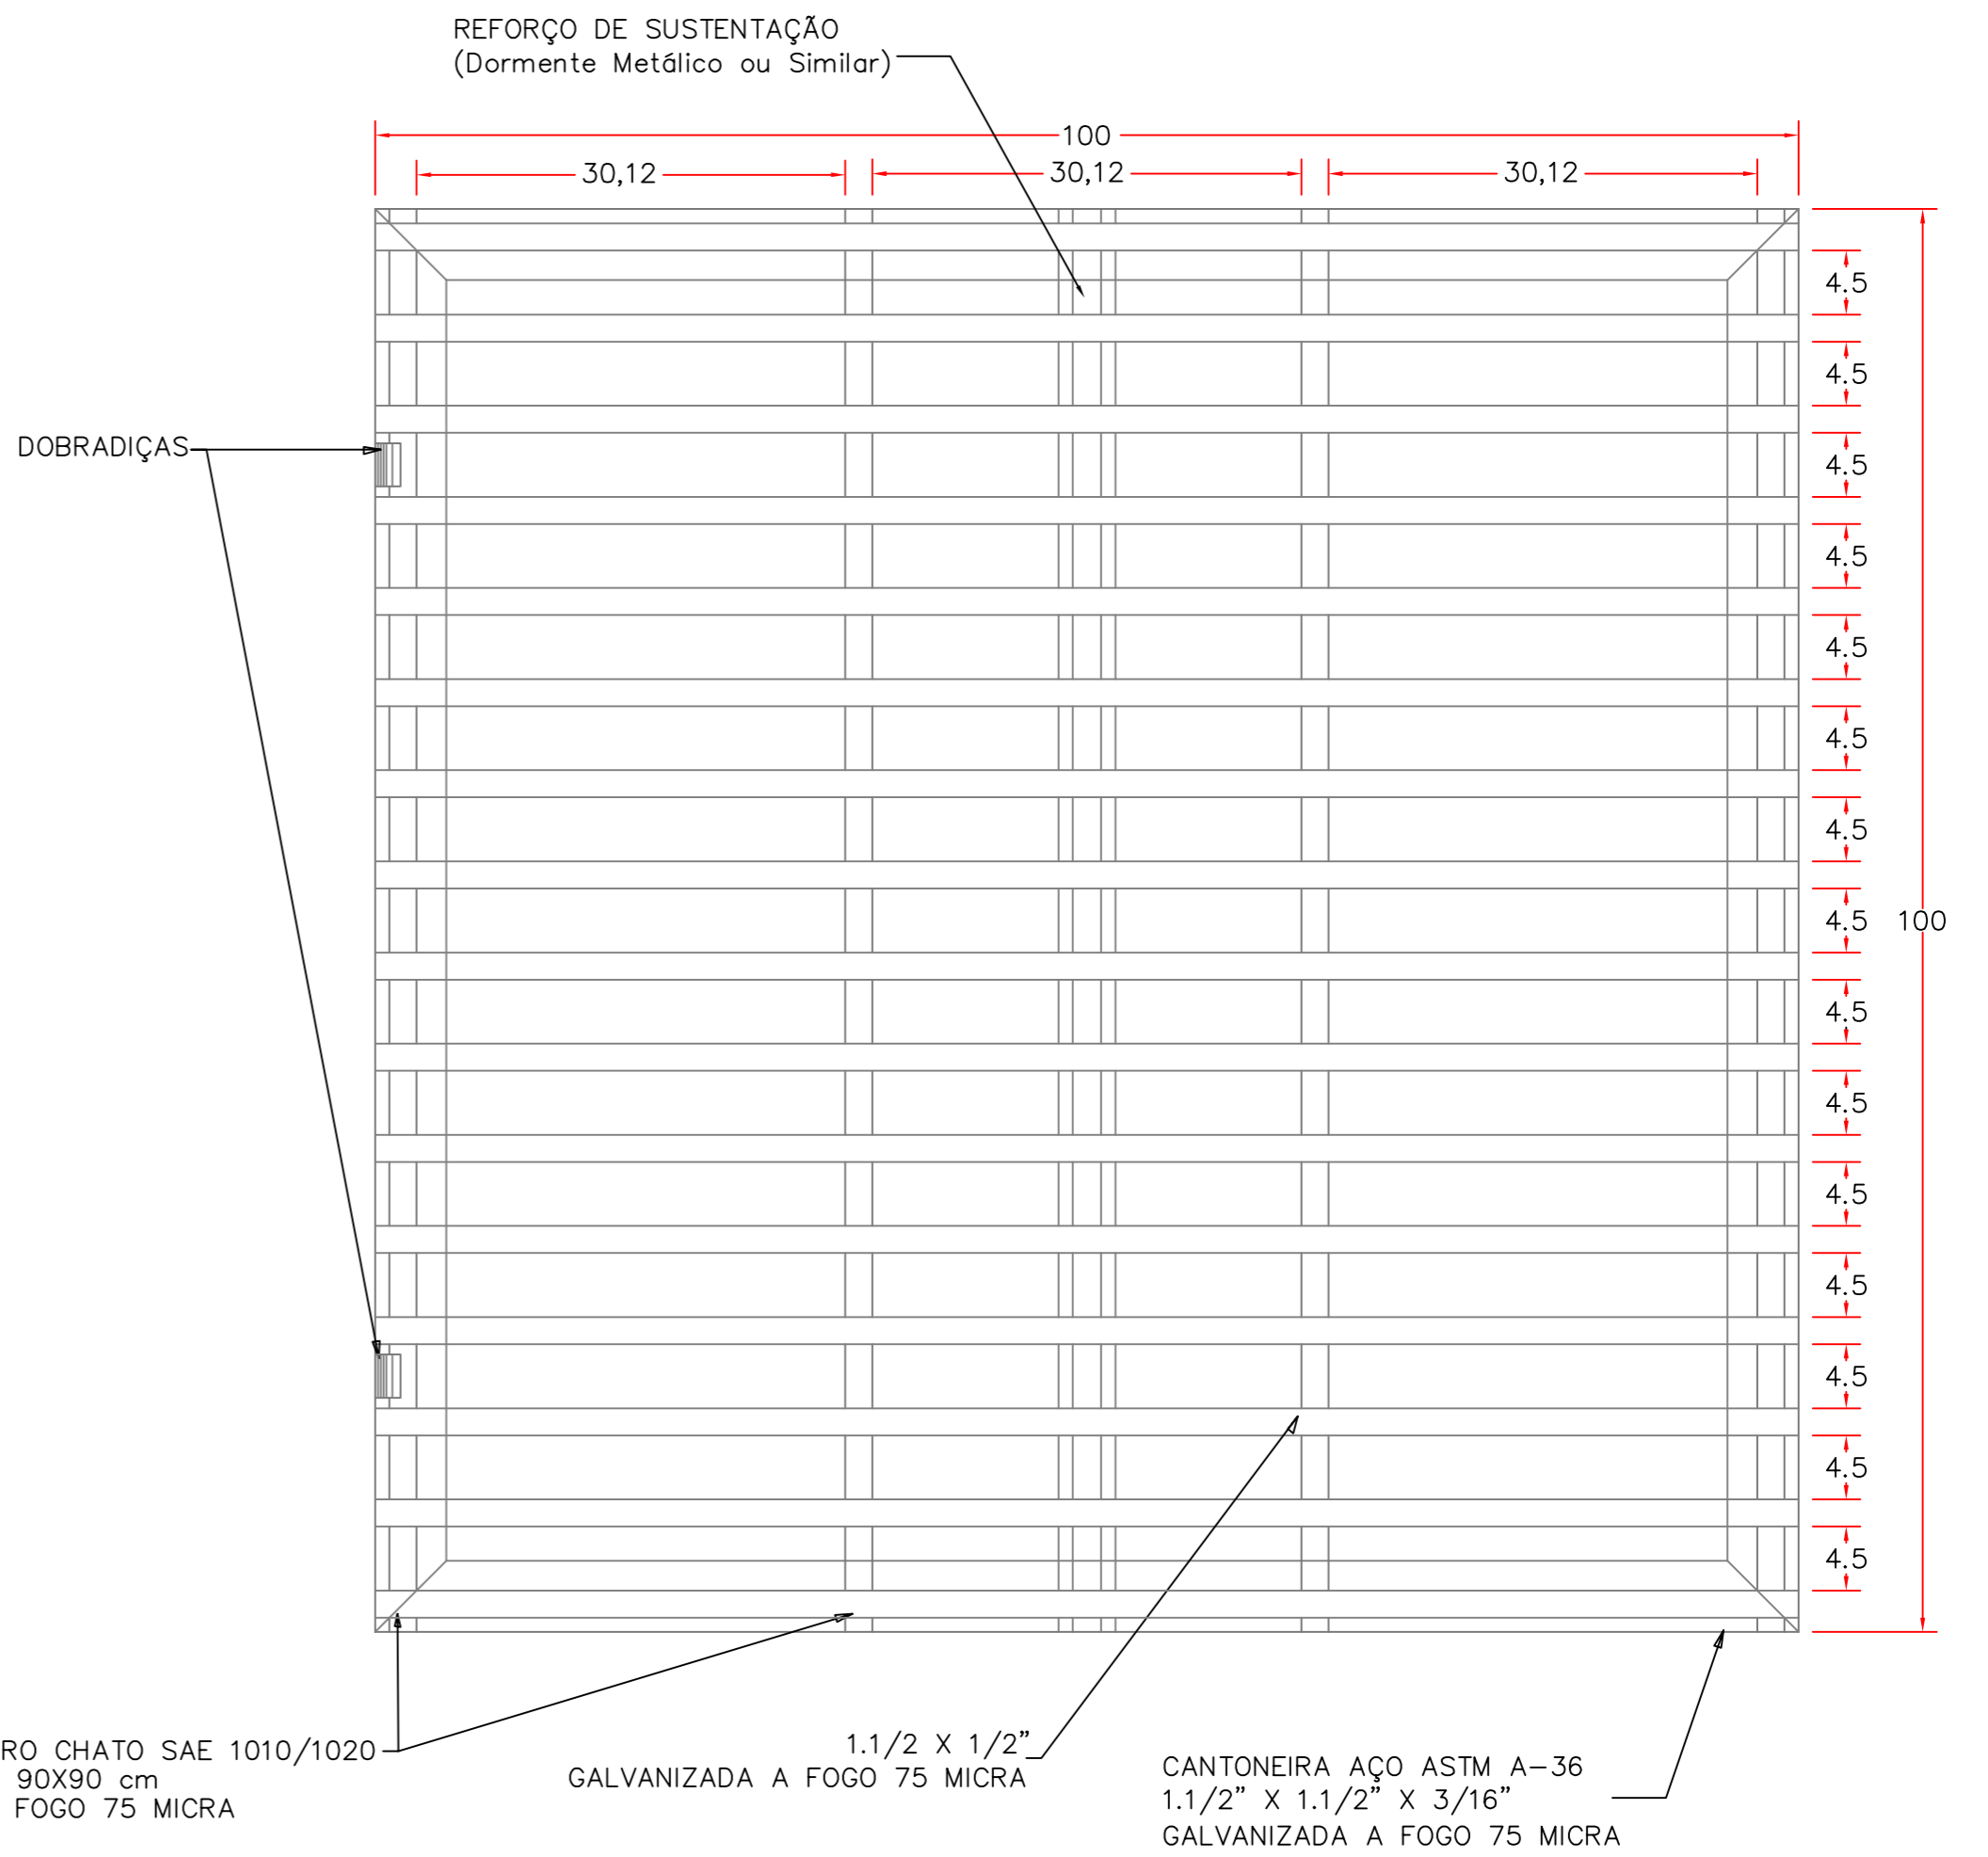 REFORÇO DE SUSTENTAÇÃO
(Dormente Metálico ou Similar)
100
30,12
30,12
30,12
4.5
4.5
DOBRADIÇAS
4.5
4.5
4.5
4.5
4.5
4.5
100
4.5
4.5
4.5
4.5
4.5
4.5
4.5
RO CHATO SAE 1010/1020
90X90 cm
FOGO 75 MICRA
1.1/2 X 1/2”
GALVANIZADA A FOGO 75 MICRA
CANTONEIRA AÇO ASTM A-36
1.1/2” X 1.1/2” X 3/16”
GALVANIZADA A FOGO 75 MICRA